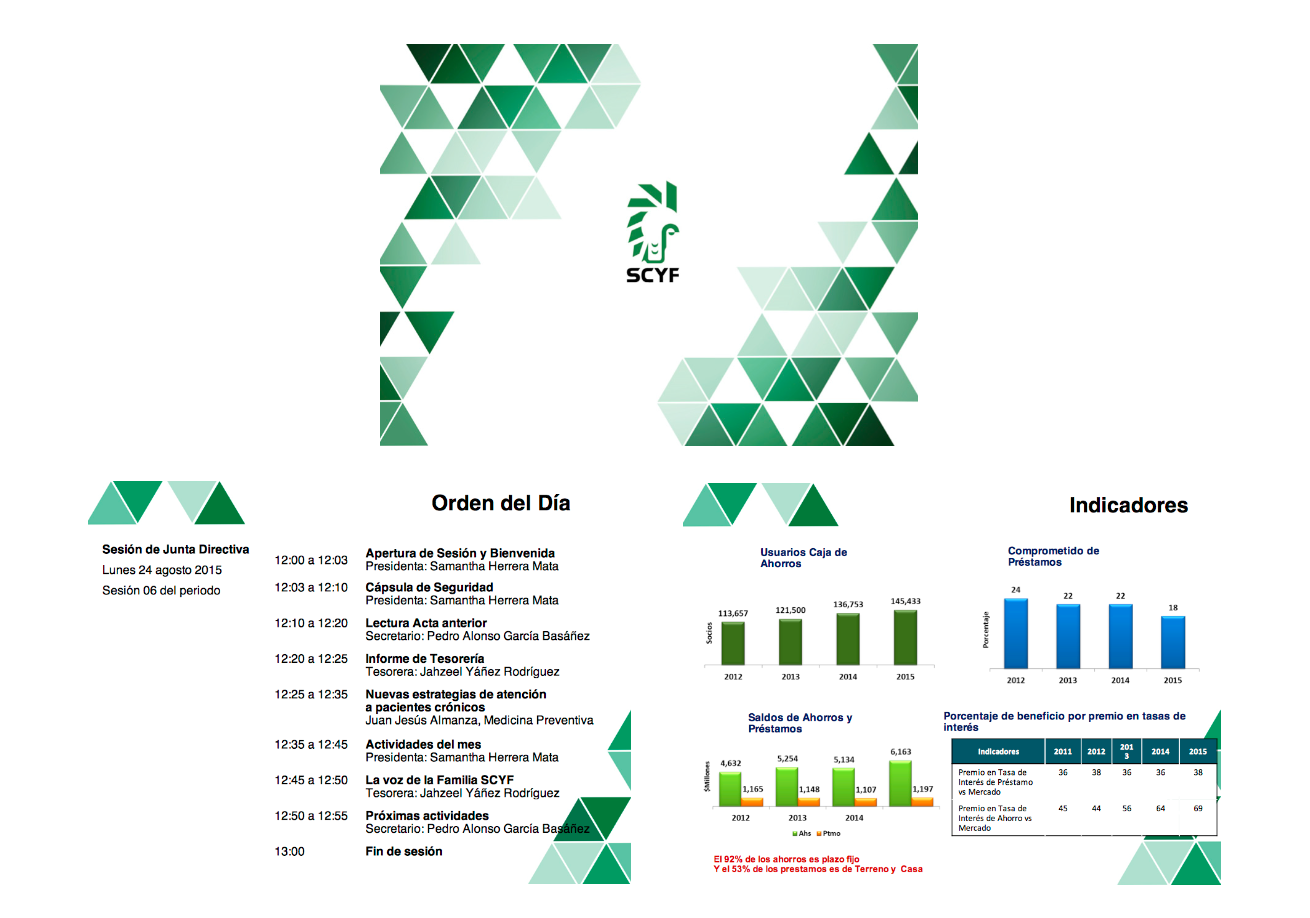 SCYF
Orden del Día
Sesión de Junta Directiva
Lunes 24 agosto 2015
Sesión 06 del periodo
12:00 a 12:03
Apertura de Sesión y Bienvenida
Presidenta: Samantha Herrera Mata
12:03 a 12:10
Cápsula de Seguridad
Presidenta: Samantha Herrera Mata
12:10 a 12:20
Lectura Acta anterior
Secretario: Pedro Alonso García Basáñez
12:20 a 12:25
Informe de Tesorería
Tesorera: Jahzeel Yáñez Rodríguez
12:25 a 12:35
Nuevas estrategias de atención
a pacientes crónicos
Juan Jesús Almanza, Medicina Preventiva
12:35 a 12:45
Actividades del mes
Presidenta: Samantha Herrera Mata
12:45 a 12:50
La voz de la Familia SCYF
Tesorera: Jahzeel Yáñez Rodríguez
12:50 a 12:55
Próximas actividades
Secretario: Pedro Alonso García Basáñez
13:00
Fin de sesión
Indicadores
Usuarios Caja de
Ahorros
Socios
113,657 121,500 136,753 145,433
2012 2013 2014 2015
Comprometido de
Préstamos
Porcentaje
24 22 22 18
2012 2013 2014 2015
Saldos de Ahorros y
Préstamos
$Millones
4,632 5,254 5,134 6,163
1,165 1,148 1,107 1,197
2012 2013 2014
Ahs Ptmo
El 92% de los ahorros es plazo fijo
Y el 53% de los prestamos es de Terreno y Casa
Porcentaje de beneficio por premio en tasas de
interés
Indicadores 2011 2012 201 2014 2015
3
Premio en Tasa de 36 38 36 36 38
Interés de Préstamo
vs Mercado
Premio en Tasa de 45 44 56 64 69
Interés de Ahorro vs
Mercado